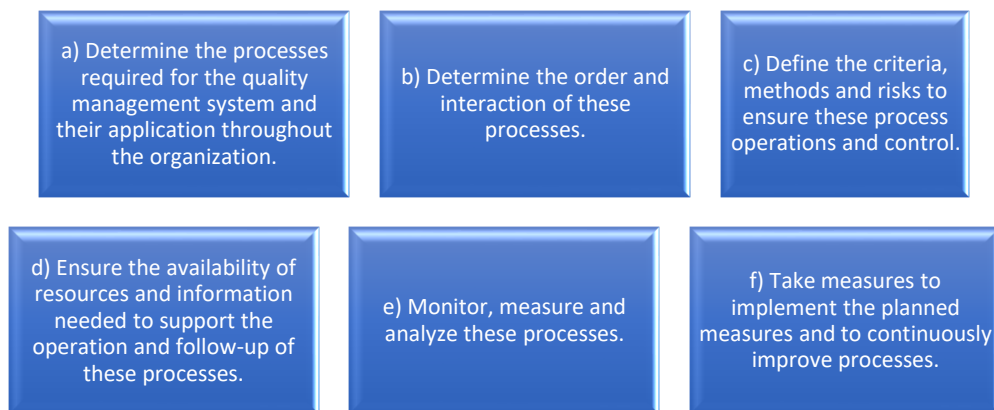 a) Determine the processes
required for the quality
management system and
their application throughout
the organization.
b) Determine the order and
interaction of these
processes.
c) Define the criteria,
methods and risks to
ensure these process
operations and control.
d) Ensure the availability of
resources and information
needed to support the
operation and follow-up of
these processes.
e) Monitor, measure and
analyze these processes.
f) Take measures to
implement the planned
measures and to continuously
improve processes.